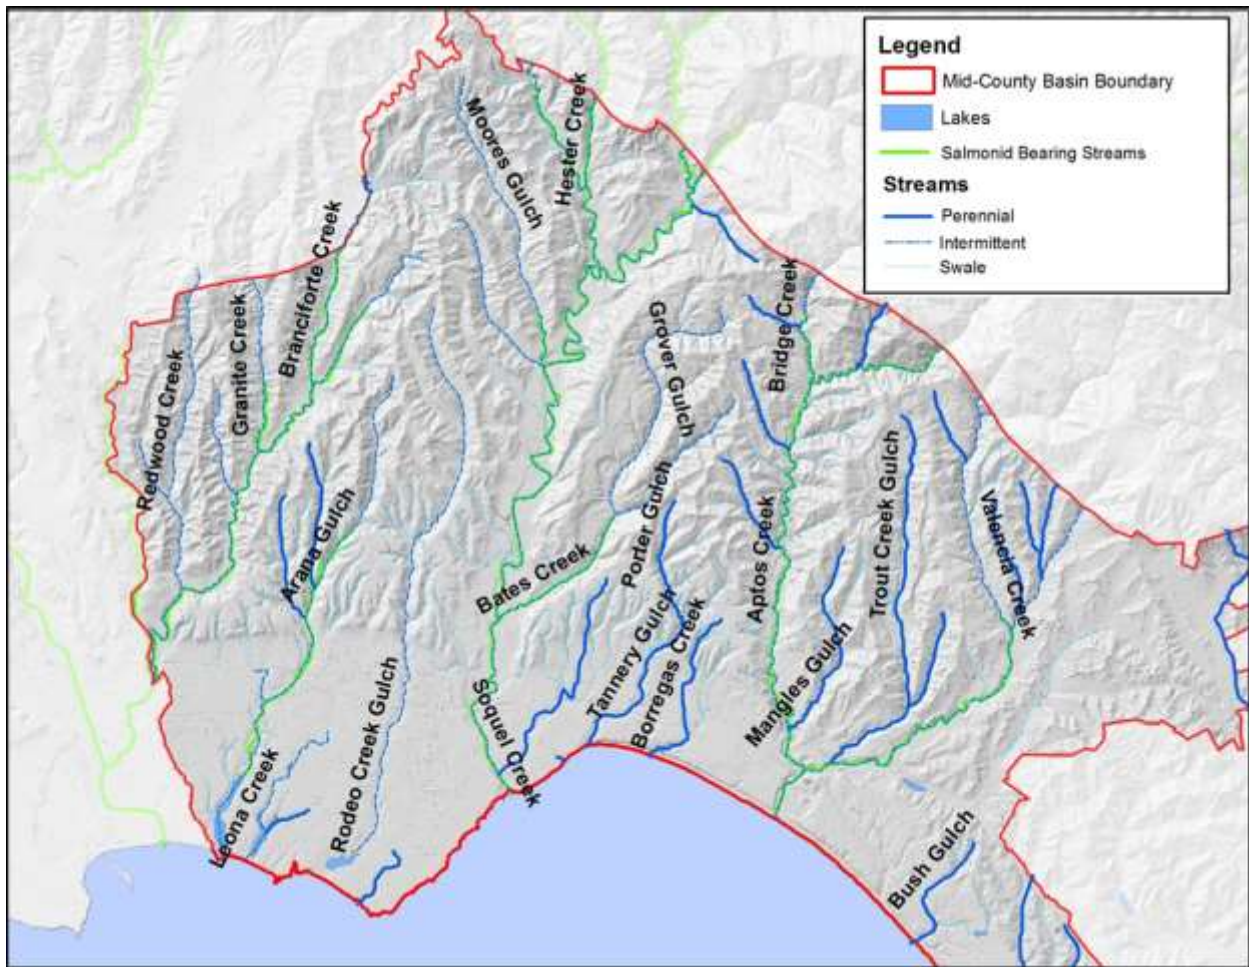 Legend
Mid-County Basin Boundary
Lakes
Salmonid Bearing Streams
Streams
Perennial
Intermittent
Swale
Moores Gulch
Hester Creek
Branciforte Creek
Granite Creek
Redwood Creek
Grover Gulch
Bridge Creek
Arana Gulch
Porter Gulch
Trout Creek Gulch
Valencia Creek
Bates Creek
Aptos Creek
Tannery Gulch
Borregas Creek
Mangles Gulch
Soquel Creek
Rodeo Creek Gulch
Leona Creek
Bush Gulch